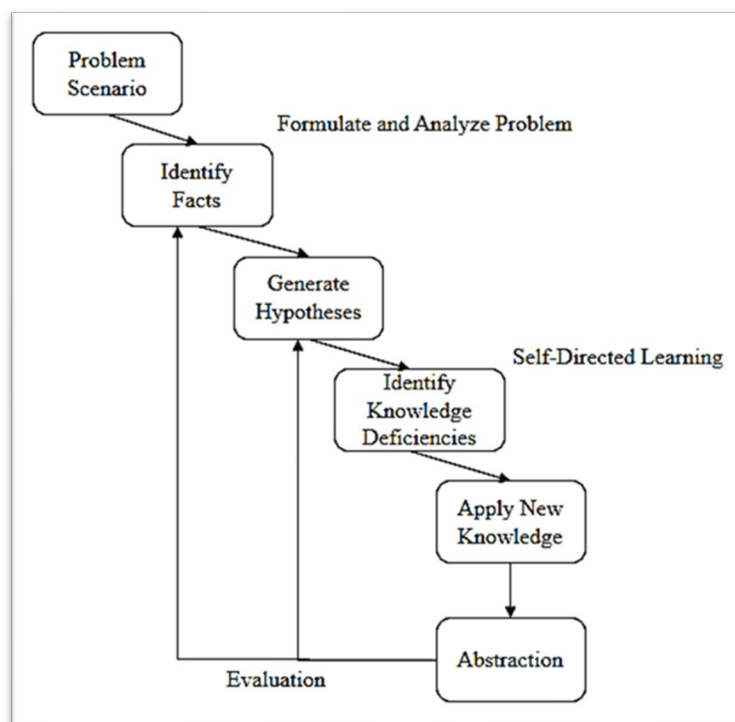 Problem
Scenario
Formulate and Analyze Problem
Identify
Facts
Generate
Hypotheses
Self-Directed Learning
Identify
Knowledge
Deficiencies
Apply New
Knowledge
Abstraction
Evaluation